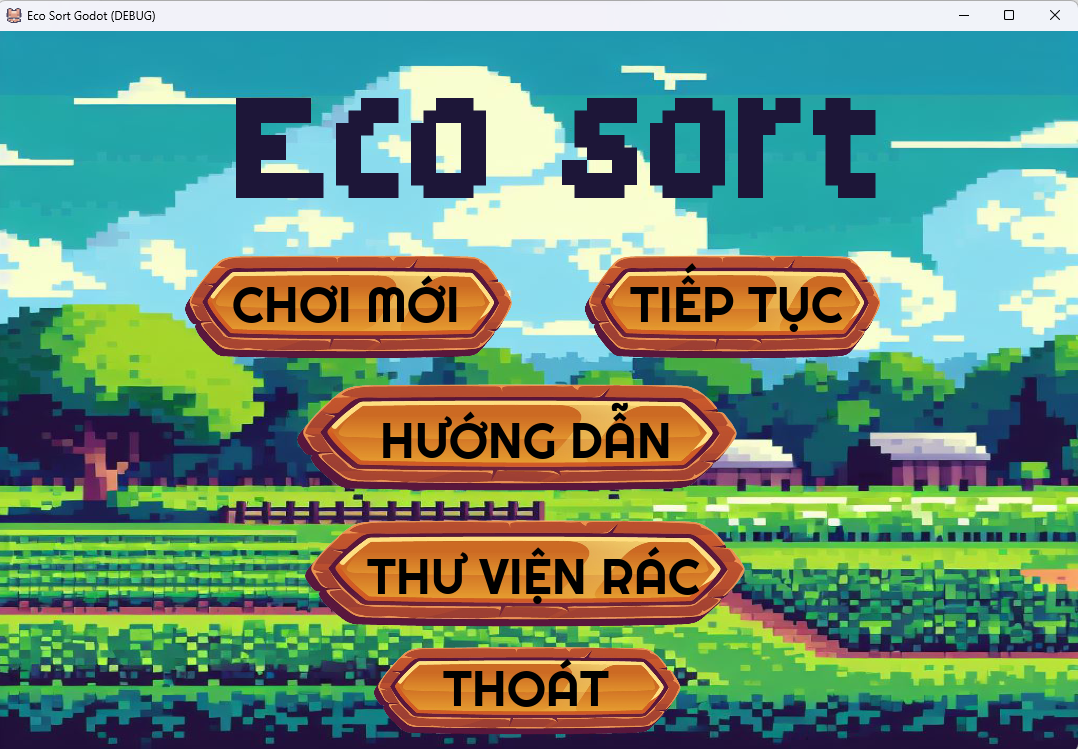 Eco Sort Godot (DEBUG)
Eco Sort
CHƠI MỚI
TIẾP TỤC
HƯỚNG DẪN
THƯ VIỆN RÁC
THOÁT